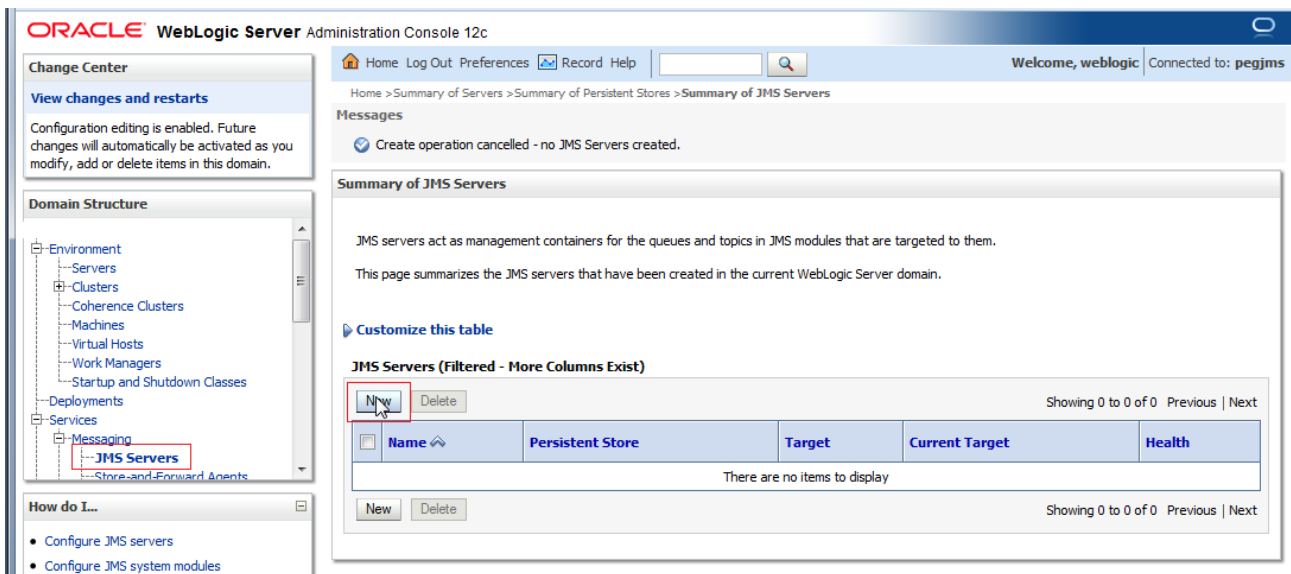 ORACLE WebLogic Server Administration Console 12c
Change Center
View changes and restarts
Configuration editing is enabled. Future
changes will automatically be activated as you
modify, add or delete items in this domain.
Domain Structure
Environment
Servers
Clusters
Coherence Clusters
Machines
Virtual Hosts
Work Managers
Startup and Shutdown Classes
Deployments
Services
Messaging
JMS Servers
Store-and-Forward Agents
How do I...
Configure JMS servers
Configure JMS system modules
Home Log Out Preferences Record Help
Welcome, weblogic Connected to: pegjms
Home >Summary of Servers >Summary of Persistent Stores >Summary of JMS Servers
Messages
Create operation cancelled - no JMS Servers created.
Summary of JMS Servers
JMS servers act as management containers for the queues and topics in JMS modules that are targeted to them.
This page summarizes the JMS servers that have been created in the current WebLogic Server domain.
Customize this table
JMS Servers (Filtered - More Columns Exist)
New Delete Showing 0 to 0 of 0 Previous | Next
Name Persistent Store Target Current Target Health
There are no items to display
New Delete Showing 0 to 0 of 0 Previous | Next